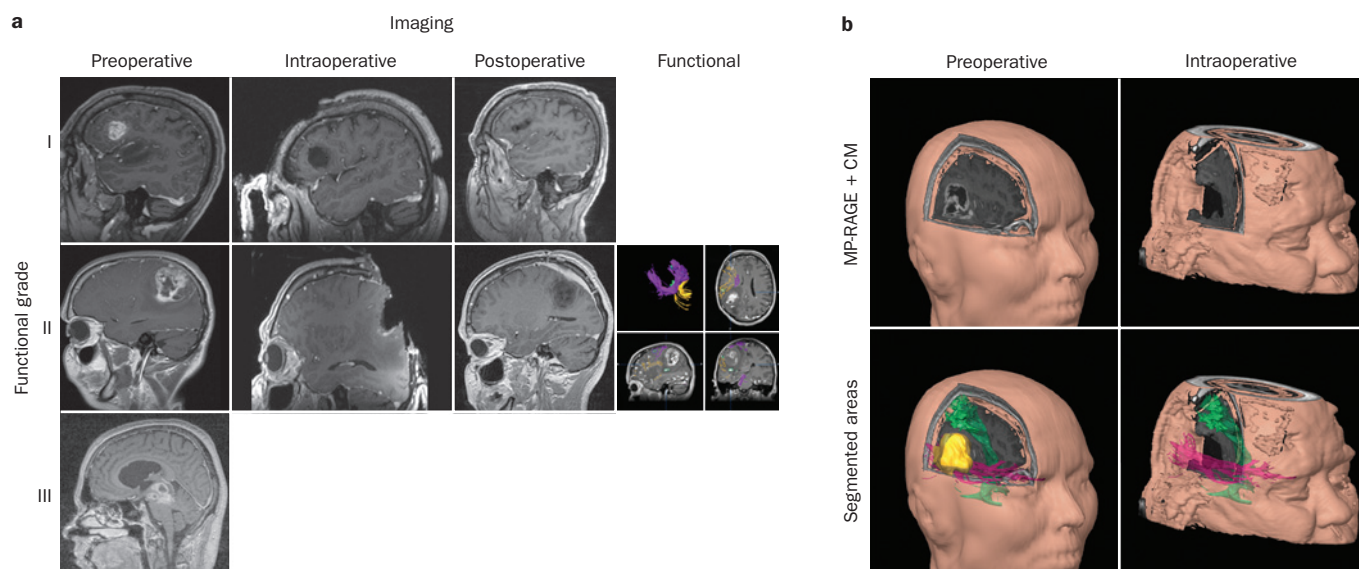 a
Imaging
Preoperative
Intraoperative
Postoperative
Functional
Functional grade
I
II
III
b
Preoperative
Intraoperative
MP-RAGE + CM
Segmented areas